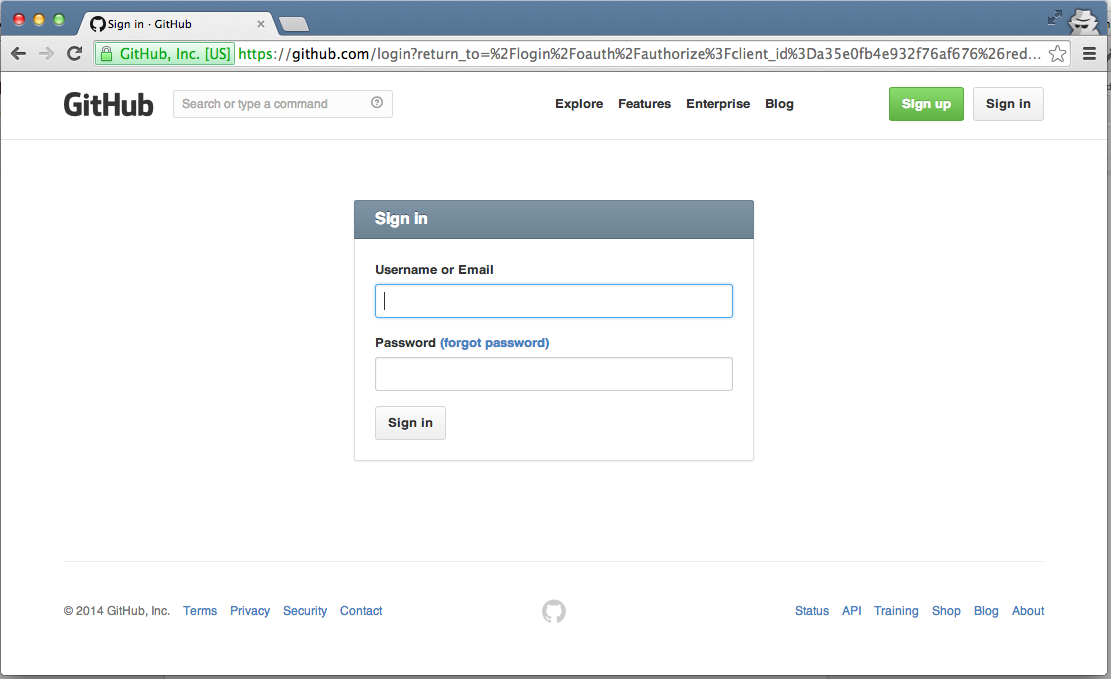 Sign in · GitHub
GitHub, Inc. [US] https://github.com/login?return_to=%2Flogin%2Foauth%2Fauthorize%3Fclient_id%3Da35e0fb4e932f76af676%26red...
GitHub Search or type a command Explore Features Enterprise Blog Sign up Sign in
Sign in
Username or Email
Password (forgot password)
Sign in
© 2014 GitHub, Inc. Terms Privacy Security Contact Status API Training Shop Blog About